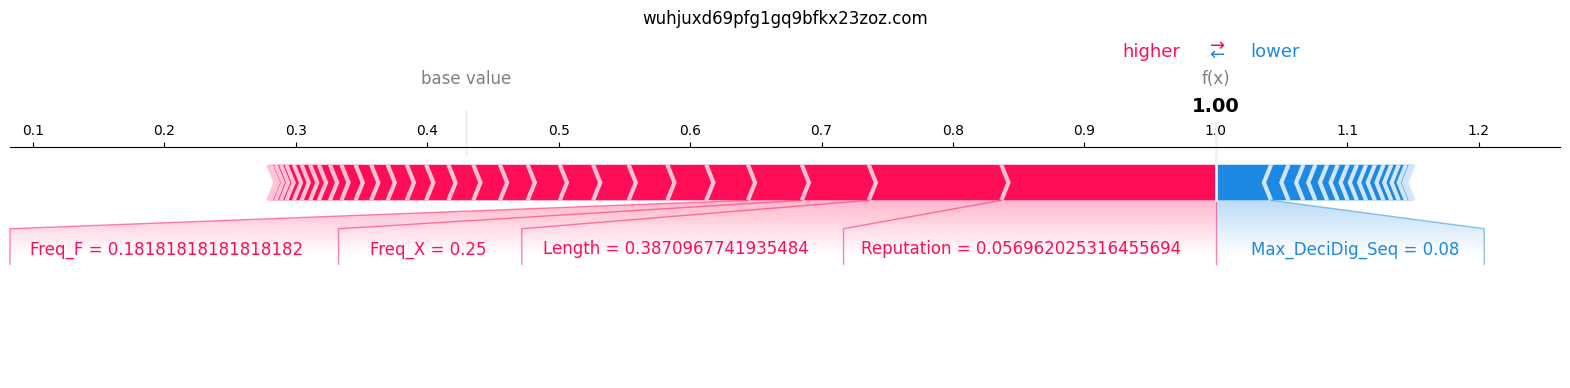 wuhjuxd69pfg1gq9bfkx23zoz.com
higher → ← lower
base value f(x)
1.00
0.1 0.2 0.3 0.4 0.5 0.6 0.7 0.8 0.9 1.0 1.1 1.2
Freq_F = 0.18181818181818182 Freq_X = 0.25 Length = 0.3870967741935484 Reputation = 0.056962025316455694 Max_DeciDig_Seq = 0.08